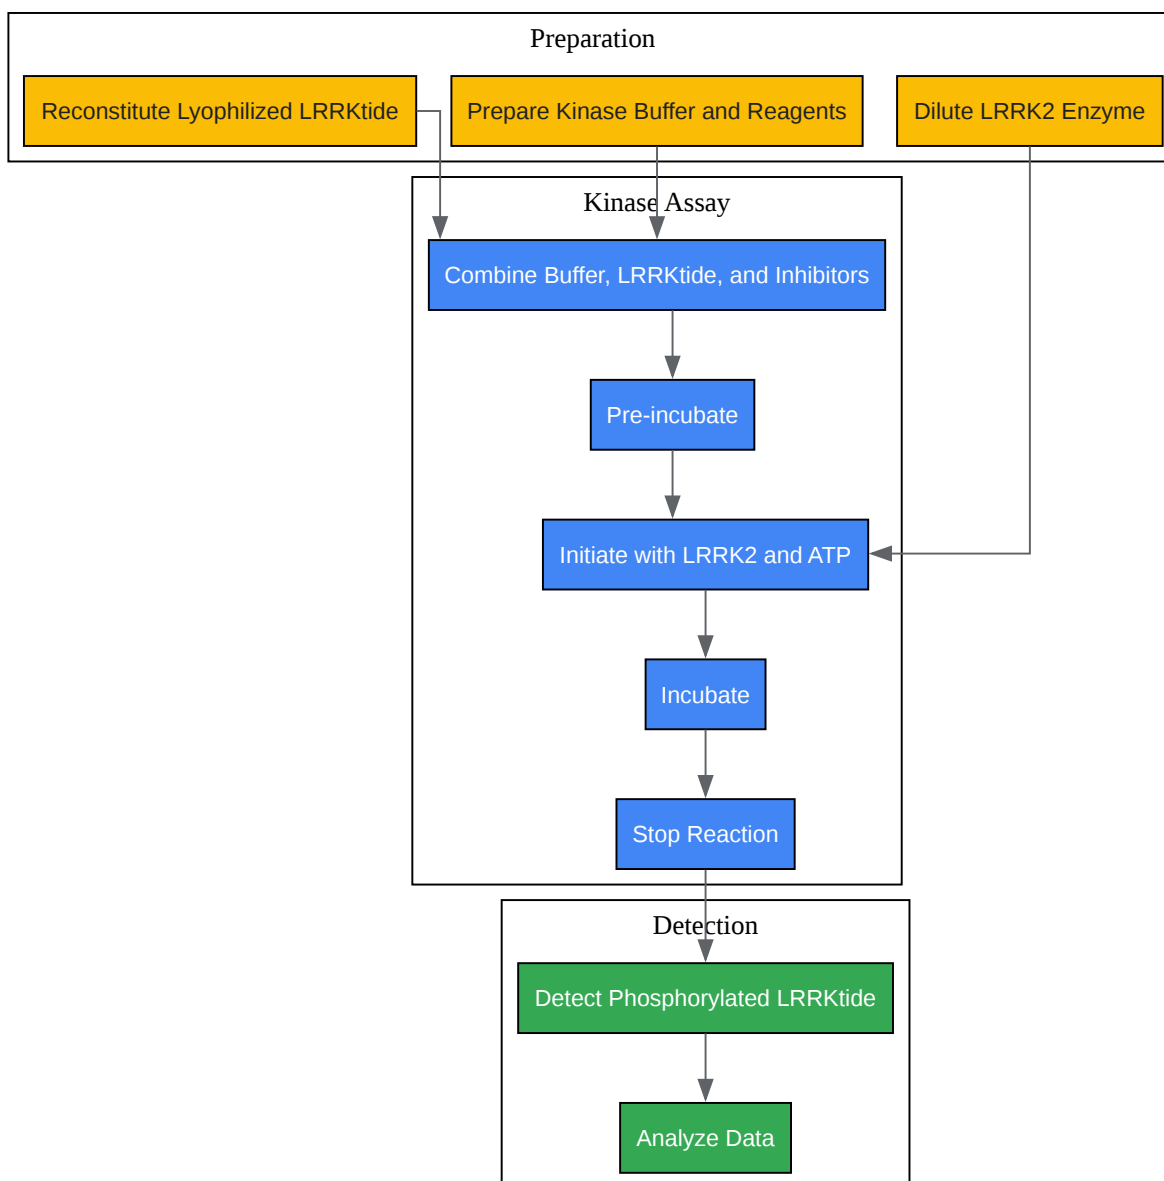 Preparation
Reconstitute Lyophilized LRRKtide
Prepare Kinase Buffer and Reagents
Dilute LRRK2 Enzyme
Kinase Assay
Combine Buffer, LRRKtide, and Inhibitors
Pre-incubate
Initiate with LRRK2 and ATP
Incubate
Stop Reaction
Detection
Detect Phosphorylated LRRKtide
Analyze Data